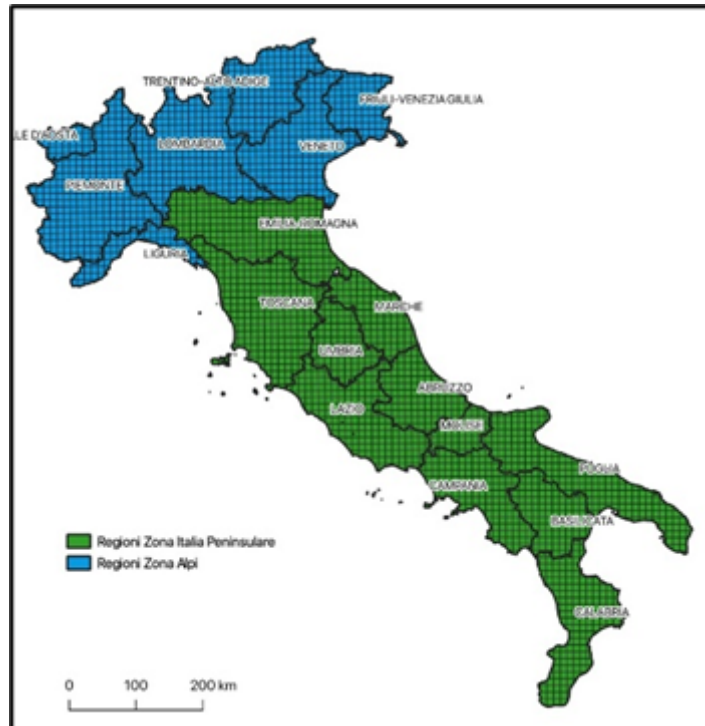 TRENTINO-ALTO ADIGE
FRIULI-VENEZIA GIULIA
LLE D'AOSTA
LOMBARDIA
VENETO
PIEMONTE
EMILIA-ROMAGNA
LIGURIA
TOSCANA
MARCHE
UMBRIA
ABRUZZO
LAZIO
MOLISE
PUGLIA
CAMPANIA
BASILICATA
Regioni Zona Italia Peninsulare
Regioni Zona Alpi
CALABRIA
0 100 200 km